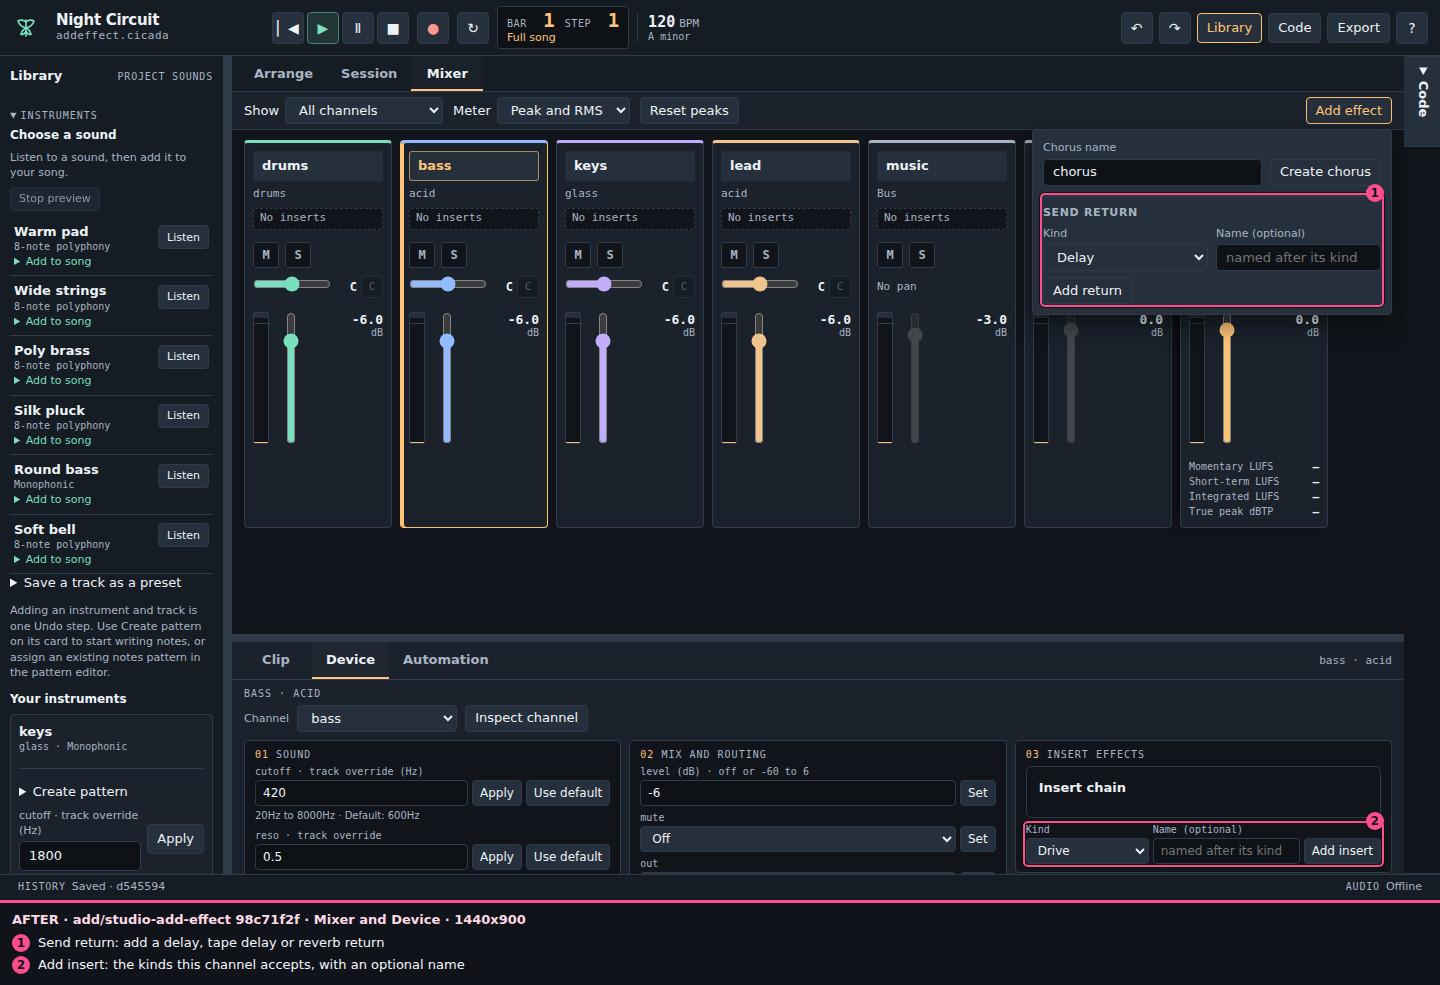 Night Circuit
addeffect.cicada
BAR 1 STEP 1
Full song
120 BPM
A minor
Library
Code
Export
?
Library
PROJECT SOUNDS
INSTRUMENTS
Choose a sound
Listen to a sound, then add it to
your song.
Stop preview
Warm pad
8-note polyphony
Add to song
Listen
Wide strings
8-note polyphony
Add to song
Listen
Poly brass
8-note polyphony
Add to song
Listen
Silk pluck
8-note polyphony
Add to song
Listen
Round bass
Monophonic
Add to song
Listen
Soft bell
8-note polyphony
Add to song
Listen
Save a track as a preset
Adding an instrument and track is
one Undo step. Use Create pattern
on its card to start writing notes, or
assign an existing notes pattern in
the pattern editor.
Your instruments
keys
glass · Monophonic
Create pattern
cutoff · track override
(Hz)
1800
Apply
Arrange
Session
Mixer
Show
All channels
Meter
Peak and RMS
Reset peaks
Add effect
Code
drums
drums
No inserts
M
S
C
C
-6.0
dB
bass
acid
No inserts
M
S
C
C
-6.0
dB
keys
glass
No inserts
M
S
C
C
-6.0
dB
lead
acid
No inserts
M
S
C
C
-6.0
dB
music
Bus
No inserts
M
S
No pan
-3.0
dB
0.0
dB
0.0
dB
Momentary LUFS –
Short-term LUFS –
Integrated LUFS –
True peak dBTP –
Chorus name
chorus
Create chorus
1
SEND RETURN
Kind
Name (optional)
Delay
named after its kind
Add return
Clip
Device
Automation
bass · acid
BASS · ACID
Channel
bass
Inspect channel
01 SOUND
cutoff · track override (Hz)
420
Apply
Use default
20Hz to 8000Hz · Default: 600Hz
reso · track override
0.5
Apply
Use default
02 MIX AND ROUTING
level (dB) · off or -60 to 6
-6
Set
mute
Off
Set
out
03 INSERT EFFECTS
Insert chain
2
Kind
Name (optional)
Drive
named after its kind
Add insert
HISTORY Saved · d545594
AUDIO Offline
AFTER · add/studio-add-effect 98c71f2f · Mixer and Device · 1440x900
1 Send return: add a delay, tape delay or reverb return
2 Add insert: the kinds this channel accepts, with an optional name